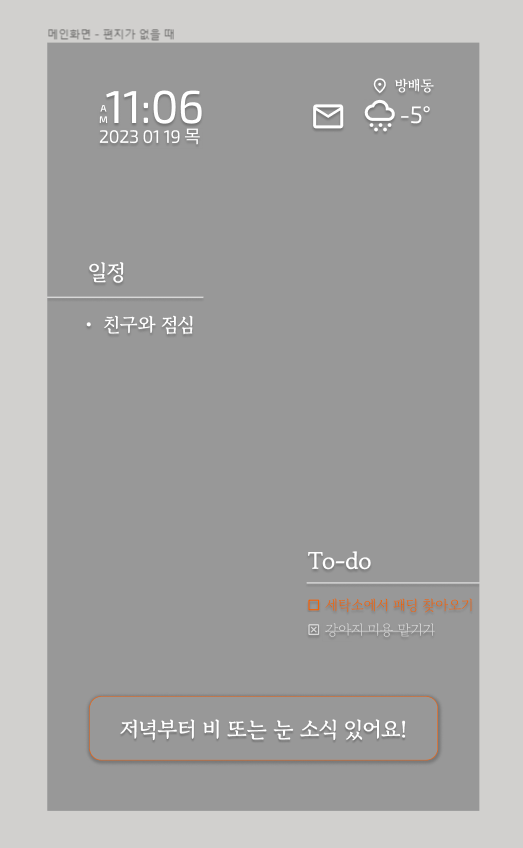 메인화면 - 편지가 없을 때
방배동
AM 11:06
-5°
2023 01 19 목
일정
• 친구와 점심
To-do
세탁소에서 패딩 찾아오기
강아지 미용 맡기기
저녁부터 비 또는 눈 소식 있어요!